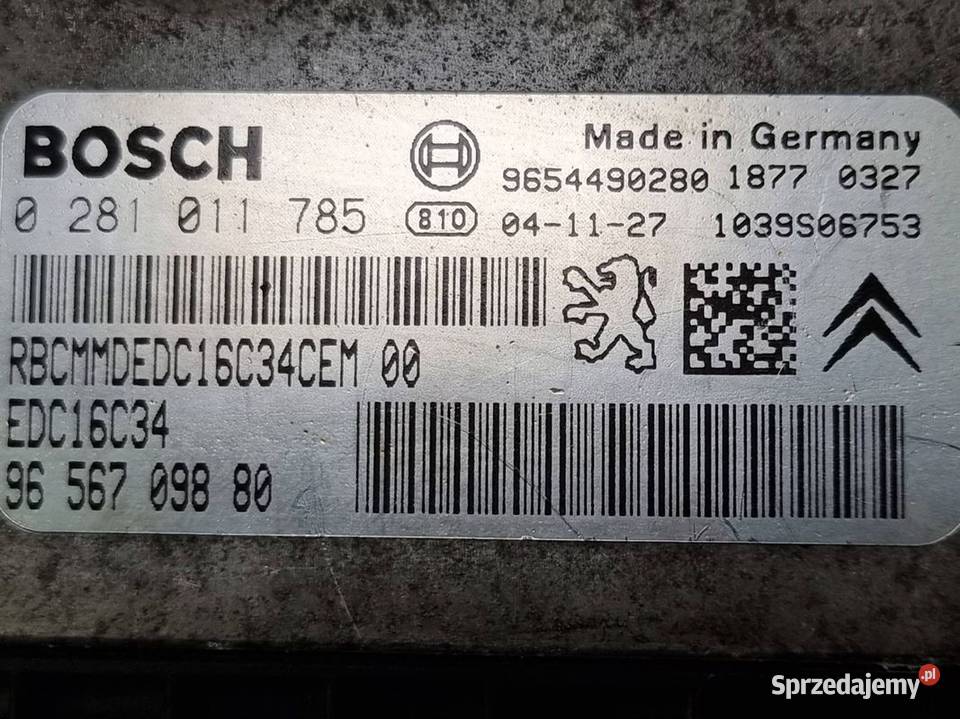 BOSCH
Made in Germany
9654490280 1877 0327
0 281 011 785 810 04-11-27 1039S06753
RBCMMDEDC16C34CEM 00
EDC16C34
96 567 098 80
Sprzedajemy.pl